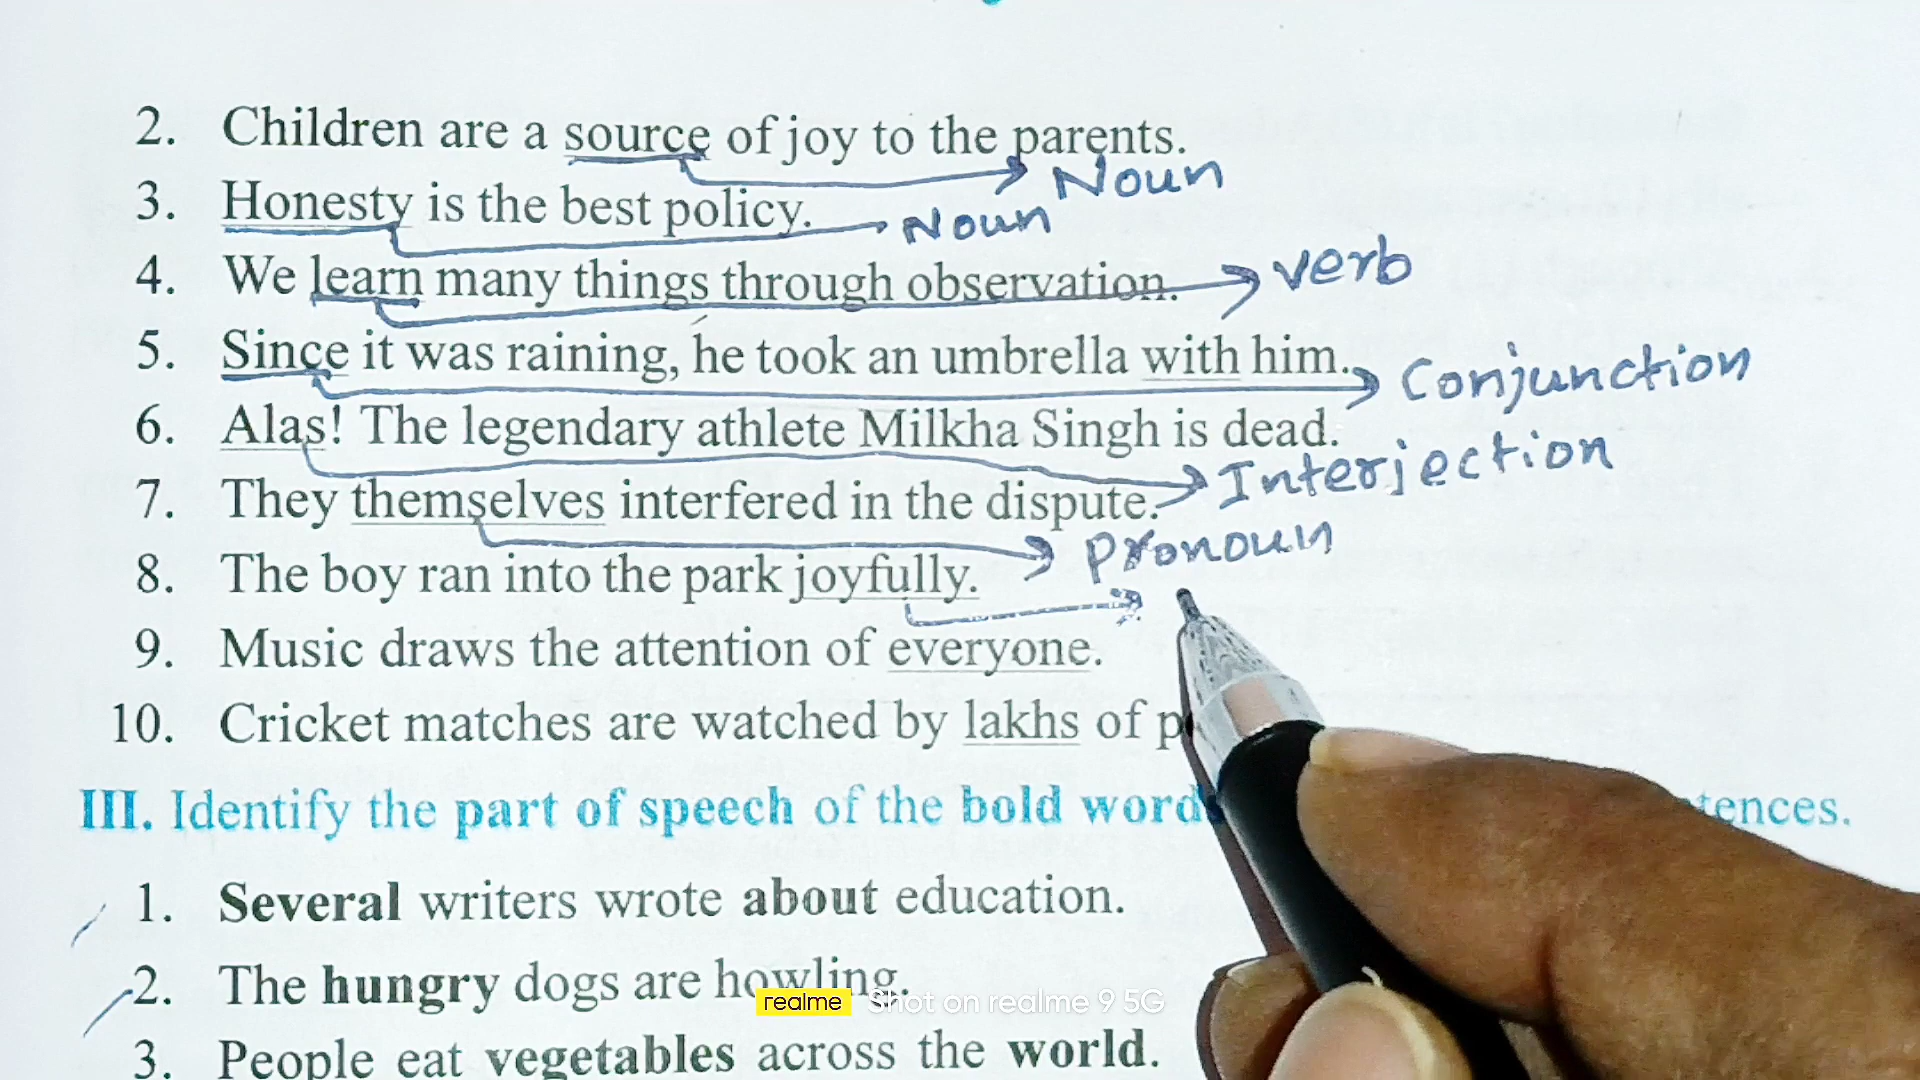 2. Children are a source of joy to the parents.
Noun
3. Honesty is the best policy.
Noun
4. We learn many things through observation.
verb
5. Since it was raining, he took an umbrella with him.
Conjunction
6. Alas! The legendary athlete Milkha Singh is dead.
Interjection
7. They themselves interfered in the dispute.
Pronoun
8. The boy ran into the park joyfully.
9. Music draws the attention of everyone.
10. Cricket matches are watched by lakhs of
III. Identify the part of speech of the bold
1. Several writers wrote about education.
2. The hungry dogs are howling.
realme Shot on realme 9 5G
3. People eat vegetables across the world.